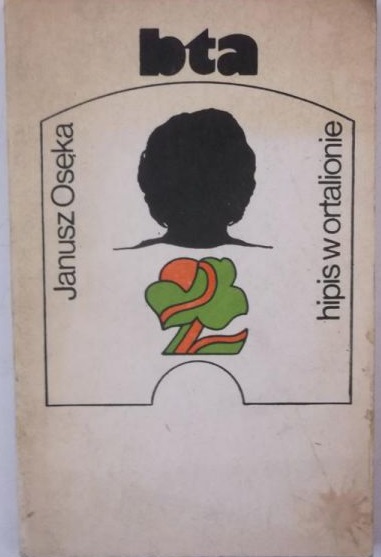 bta
Janusz Osęka
hipis w ortalionie